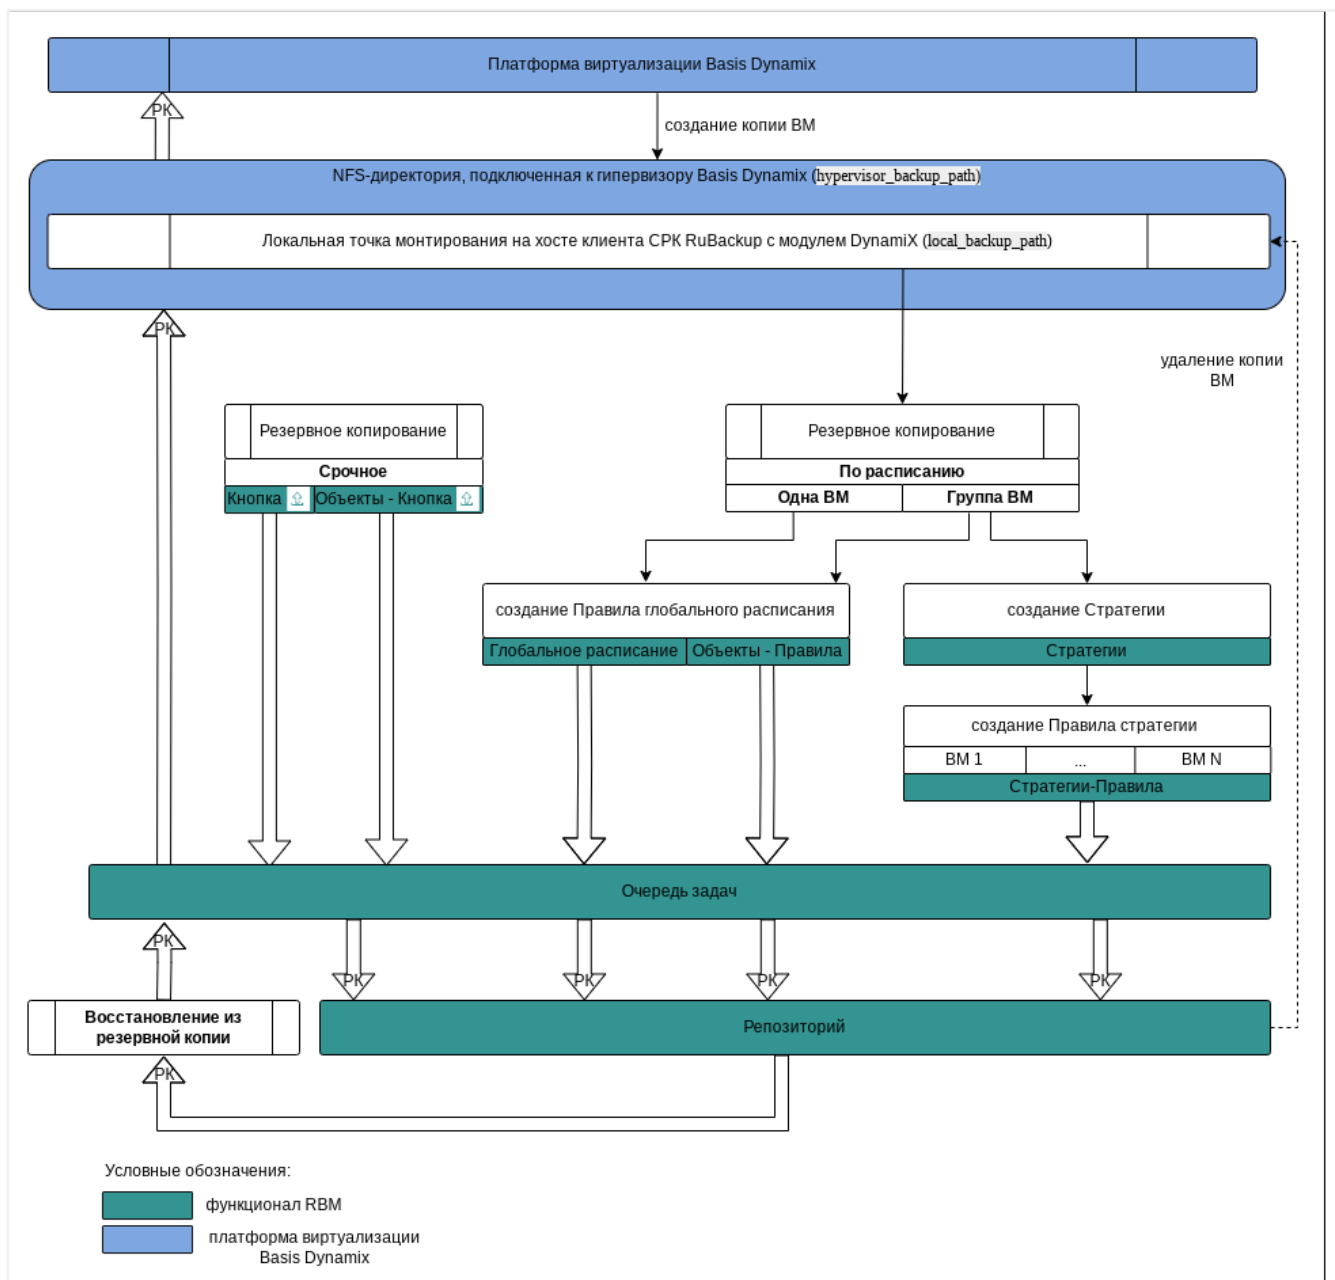 Платформа виртуализации Basis Dynamix
РК
создание копии ВМ
NFS-директория, подключенная к гипервизору Basis Dynamix (hypervisor_backup_path)
Локальная точка монтирования на хосте клиента СРК RuBackup с модулем DynamiX (local_backup_path)
РК
удаление копии
ВМ
Резервное копирование
Срочное
Кнопка
Объекты - Кнопка
Резервное копирование
По расписанию
Одна ВМ
Группа ВМ
создание Правила глобального расписания
Глобальное расписание
Объекты - Правила
создание Стратегии
Стратегии
создание Правила стратегии
ВМ 1
...
ВМ N
Стратегии-Правила
Очередь задач
РК
РК
РК
РК
РК
Восстановление из
резервной копии
Репозиторий
РК
Условные обозначения:
функционал RBM
платформа виртуализации
Basis Dynamix